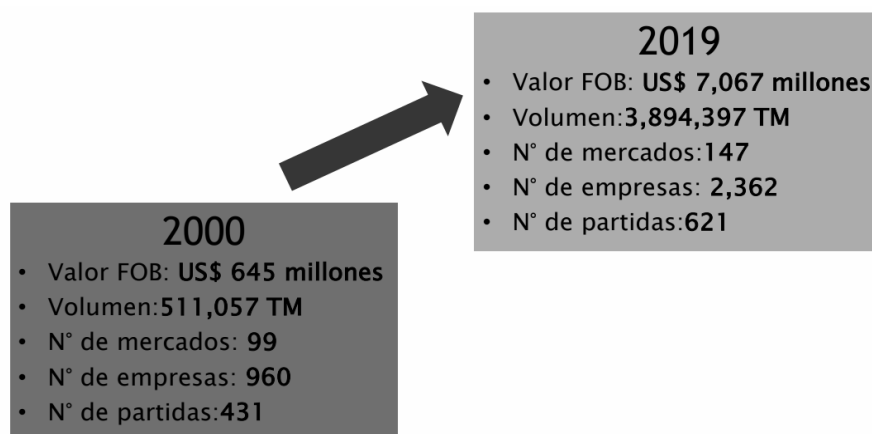 2019
• Valor FOB: US$ 7,067 millones
• Volumen:3,894,397 TM
• N° de mercados:147
• N° de empresas: 2,362
• N° de partidas:621
2000
• Valor FOB: US$ 645 millones
• Volumen:511,057 TM
• N° de mercados: 99
• N° de empresas: 960
• N° de partidas:431